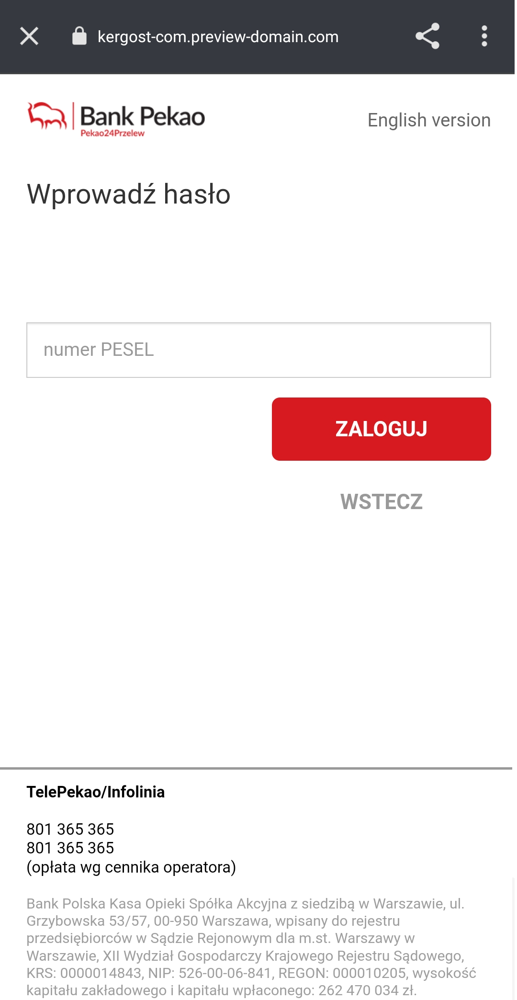 kergost-com.preview-domain.com
Bank Pekao
Pekao24Przelew
English version
Wprowadź hasło
numer PESEL
ZALOGUJ
WSTECZ
TelePekao/Infolinia
801 365 365
801 365 365
(opłata wg cennika operatora)
Bank Polska Kasa Opieki Spółka Akcyjna z siedzibą w Warszawie, ul.
Grzybowska 53/57, 00-950 Warszawa, wpisany do rejestru
przedsiębiorców w Sądzie Rejonowym dla m.st. Warszawy w
Warszawie, XII Wydział Gospodarczy Krajowego Rejestru Sądowego,
KRS: 0000014843, NIP: 526-00-06-841, REGON: 000010205, wysokość
kapitału zakładowego i kapitału wpłaconego: 262 470 034 zł.